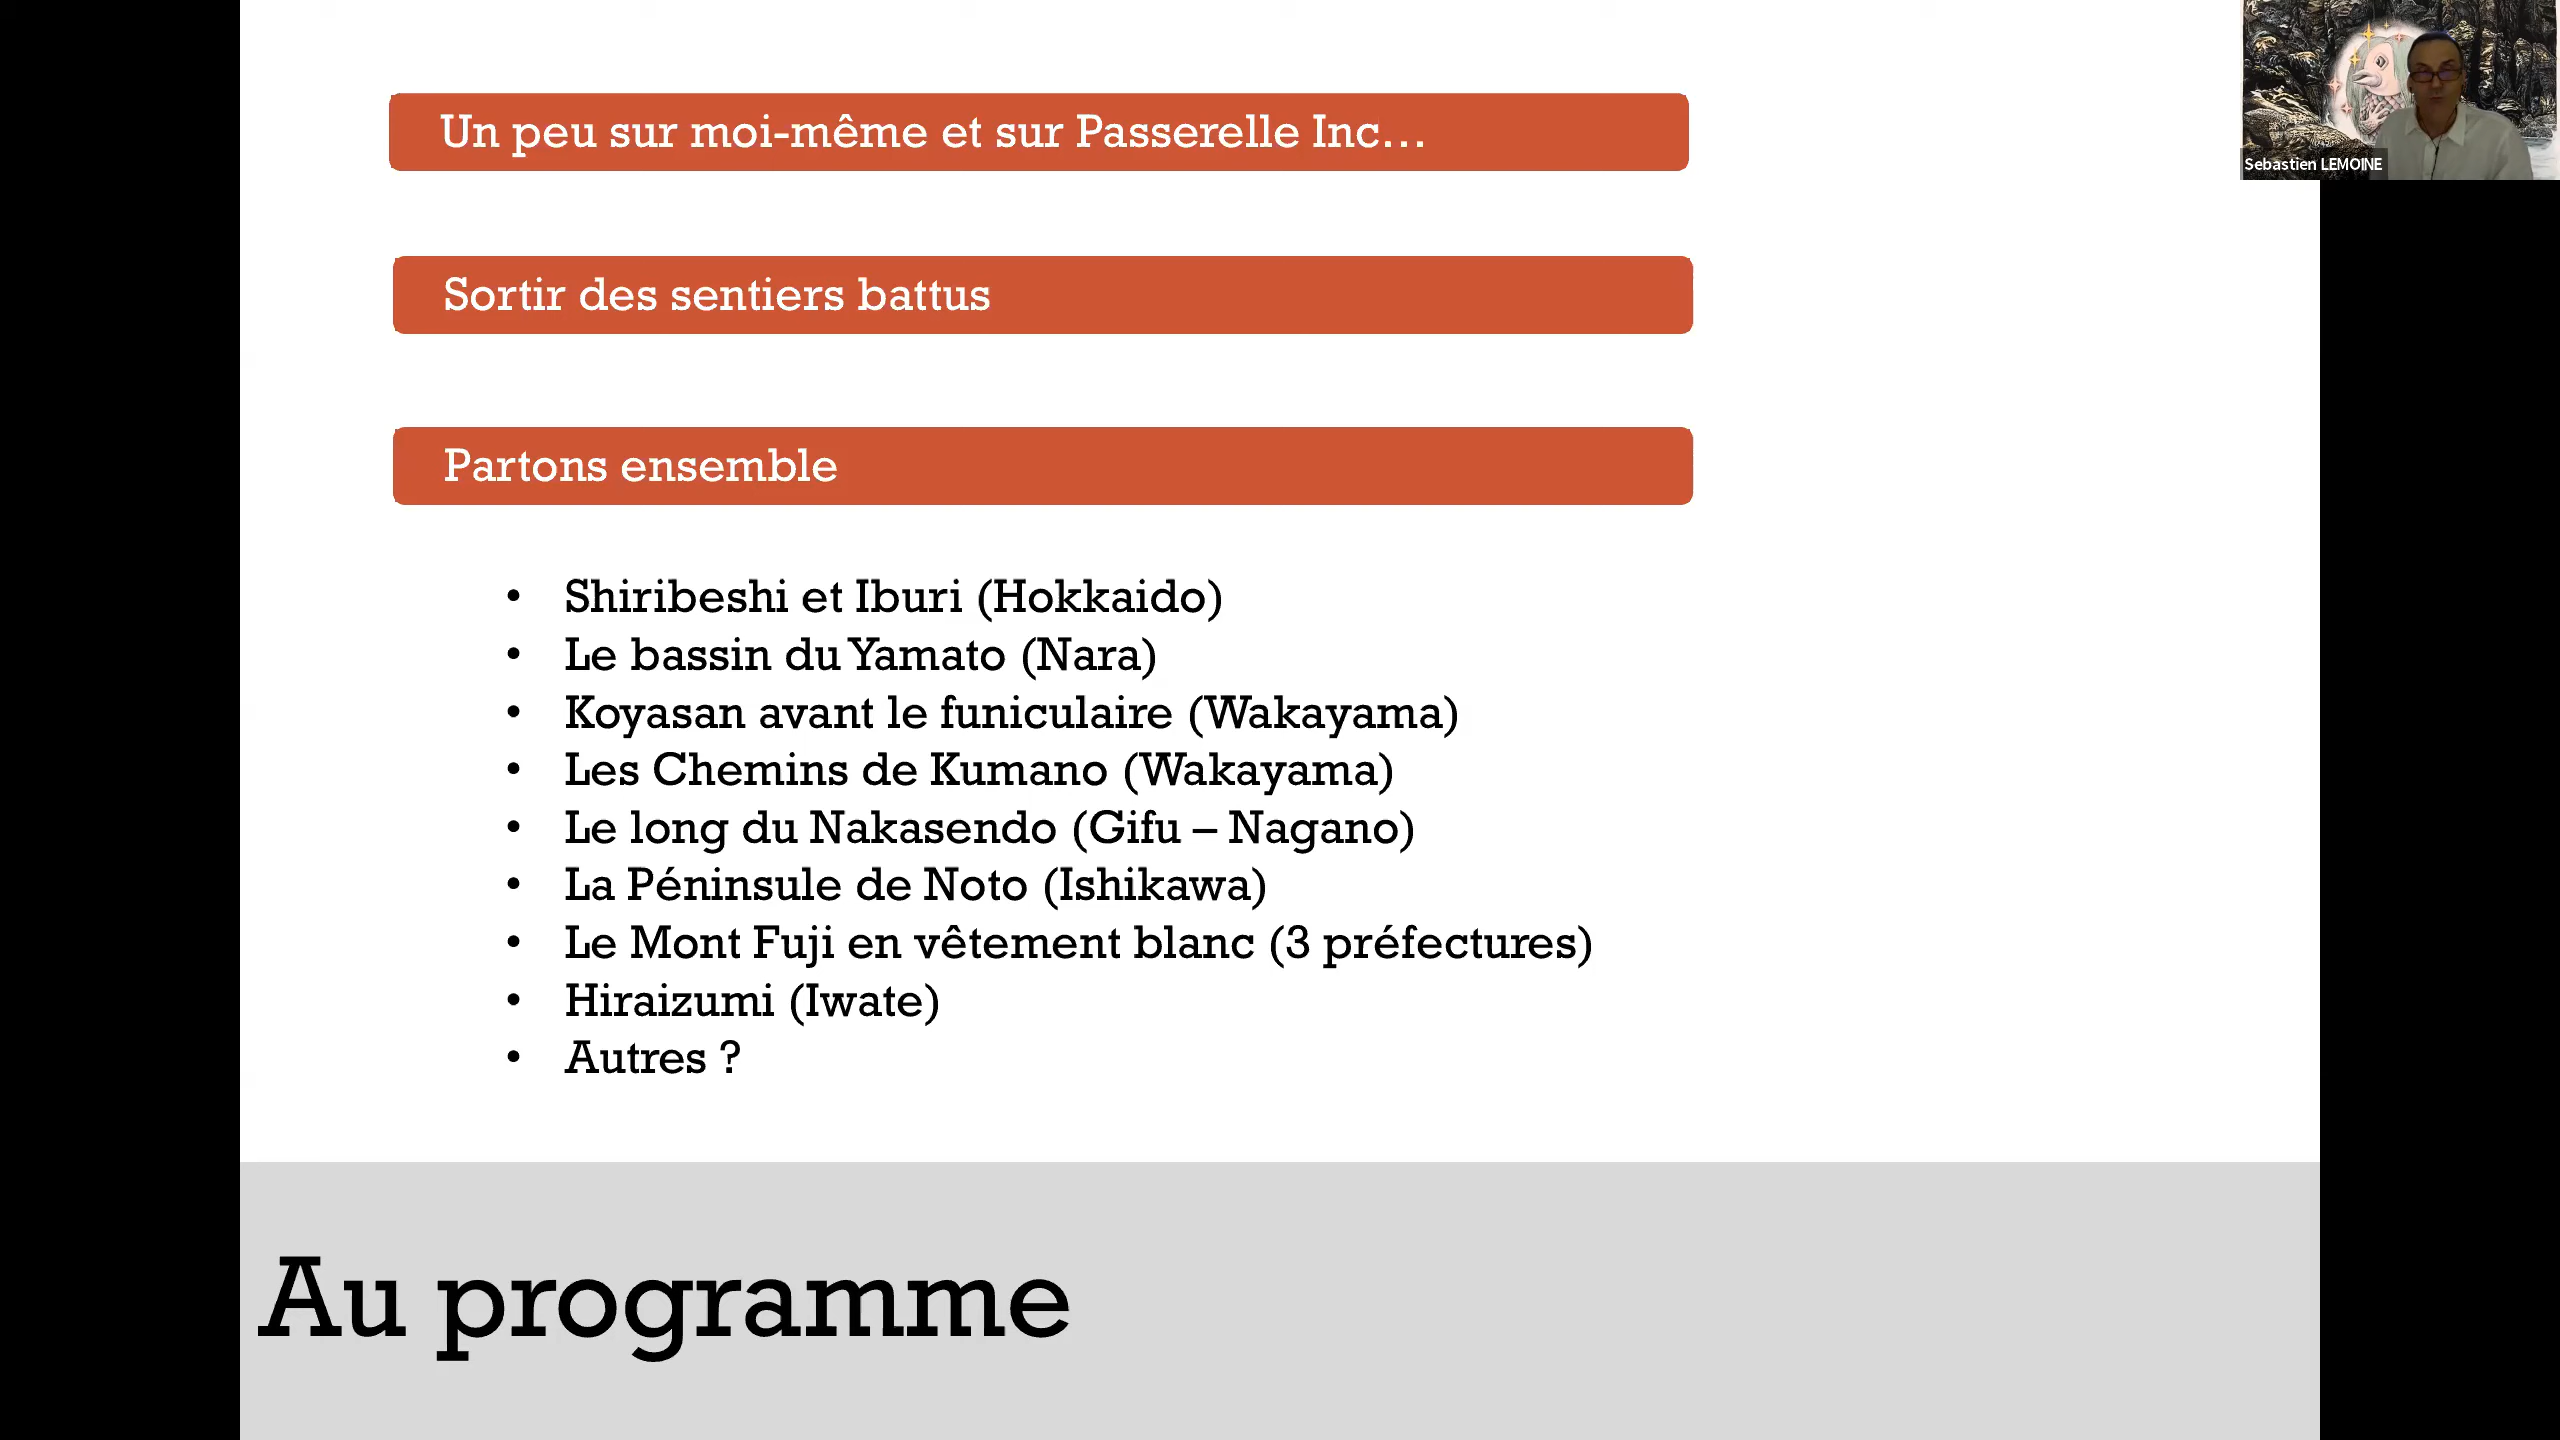 Un peu sur moi-même et sur Passerelle Inc…
Sortir des sentiers battus
Partons ensemble
• Shiribeshi et Iburi (Hokkaido)
• Le bassin du Yamato (Nara)
• Koyasan avant le funiculaire (Wakayama)
• Les Chemins de Kumano (Wakayama)
• Le long du Nakasendo (Gifu – Nagano)
• La Péninsule de Noto (Ishikawa)
• Le Mont Fuji en vêtement blanc (3 préfectures)
• Hiraizumi (Iwate)
• Autres ?
Au programme
Sebastien LEMOINE